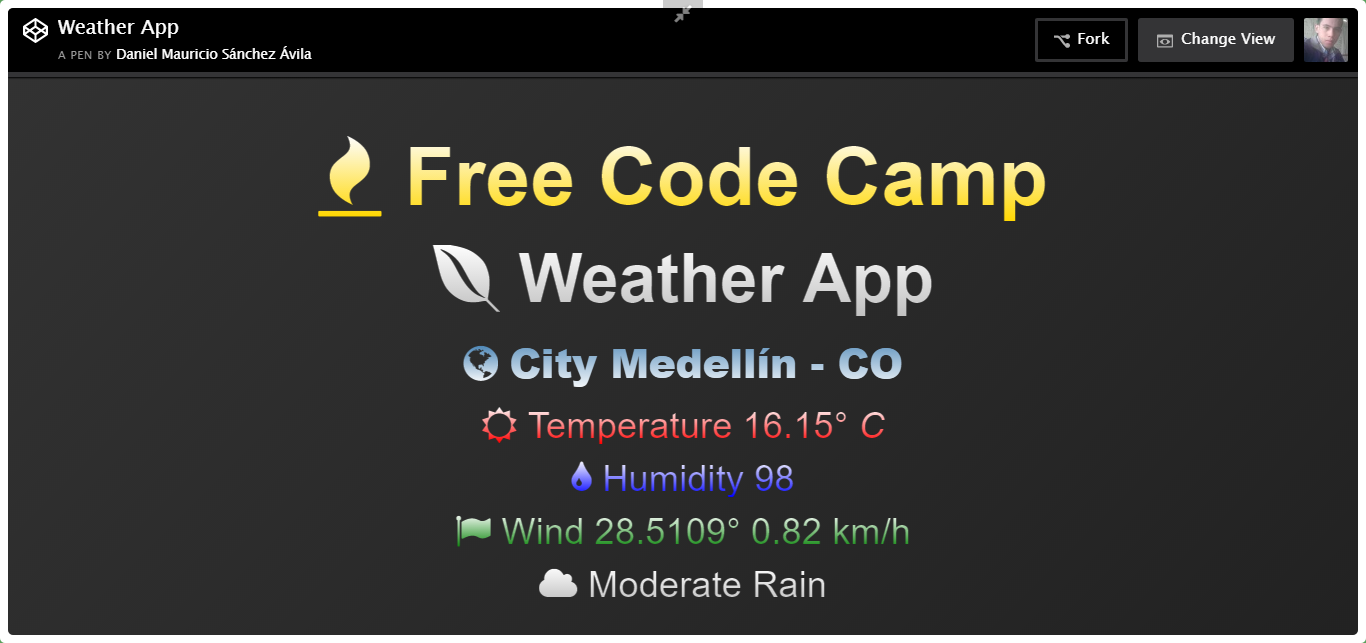 Weather App
A PEN BY Daniel Mauricio Sánchez Ávila
Fork
Change View
Free Code Camp
Weather App
City Medellín - CO
Temperature 16.15° C
Humidity 98
Wind 28.5109° 0.82 km/h
Moderate Rain